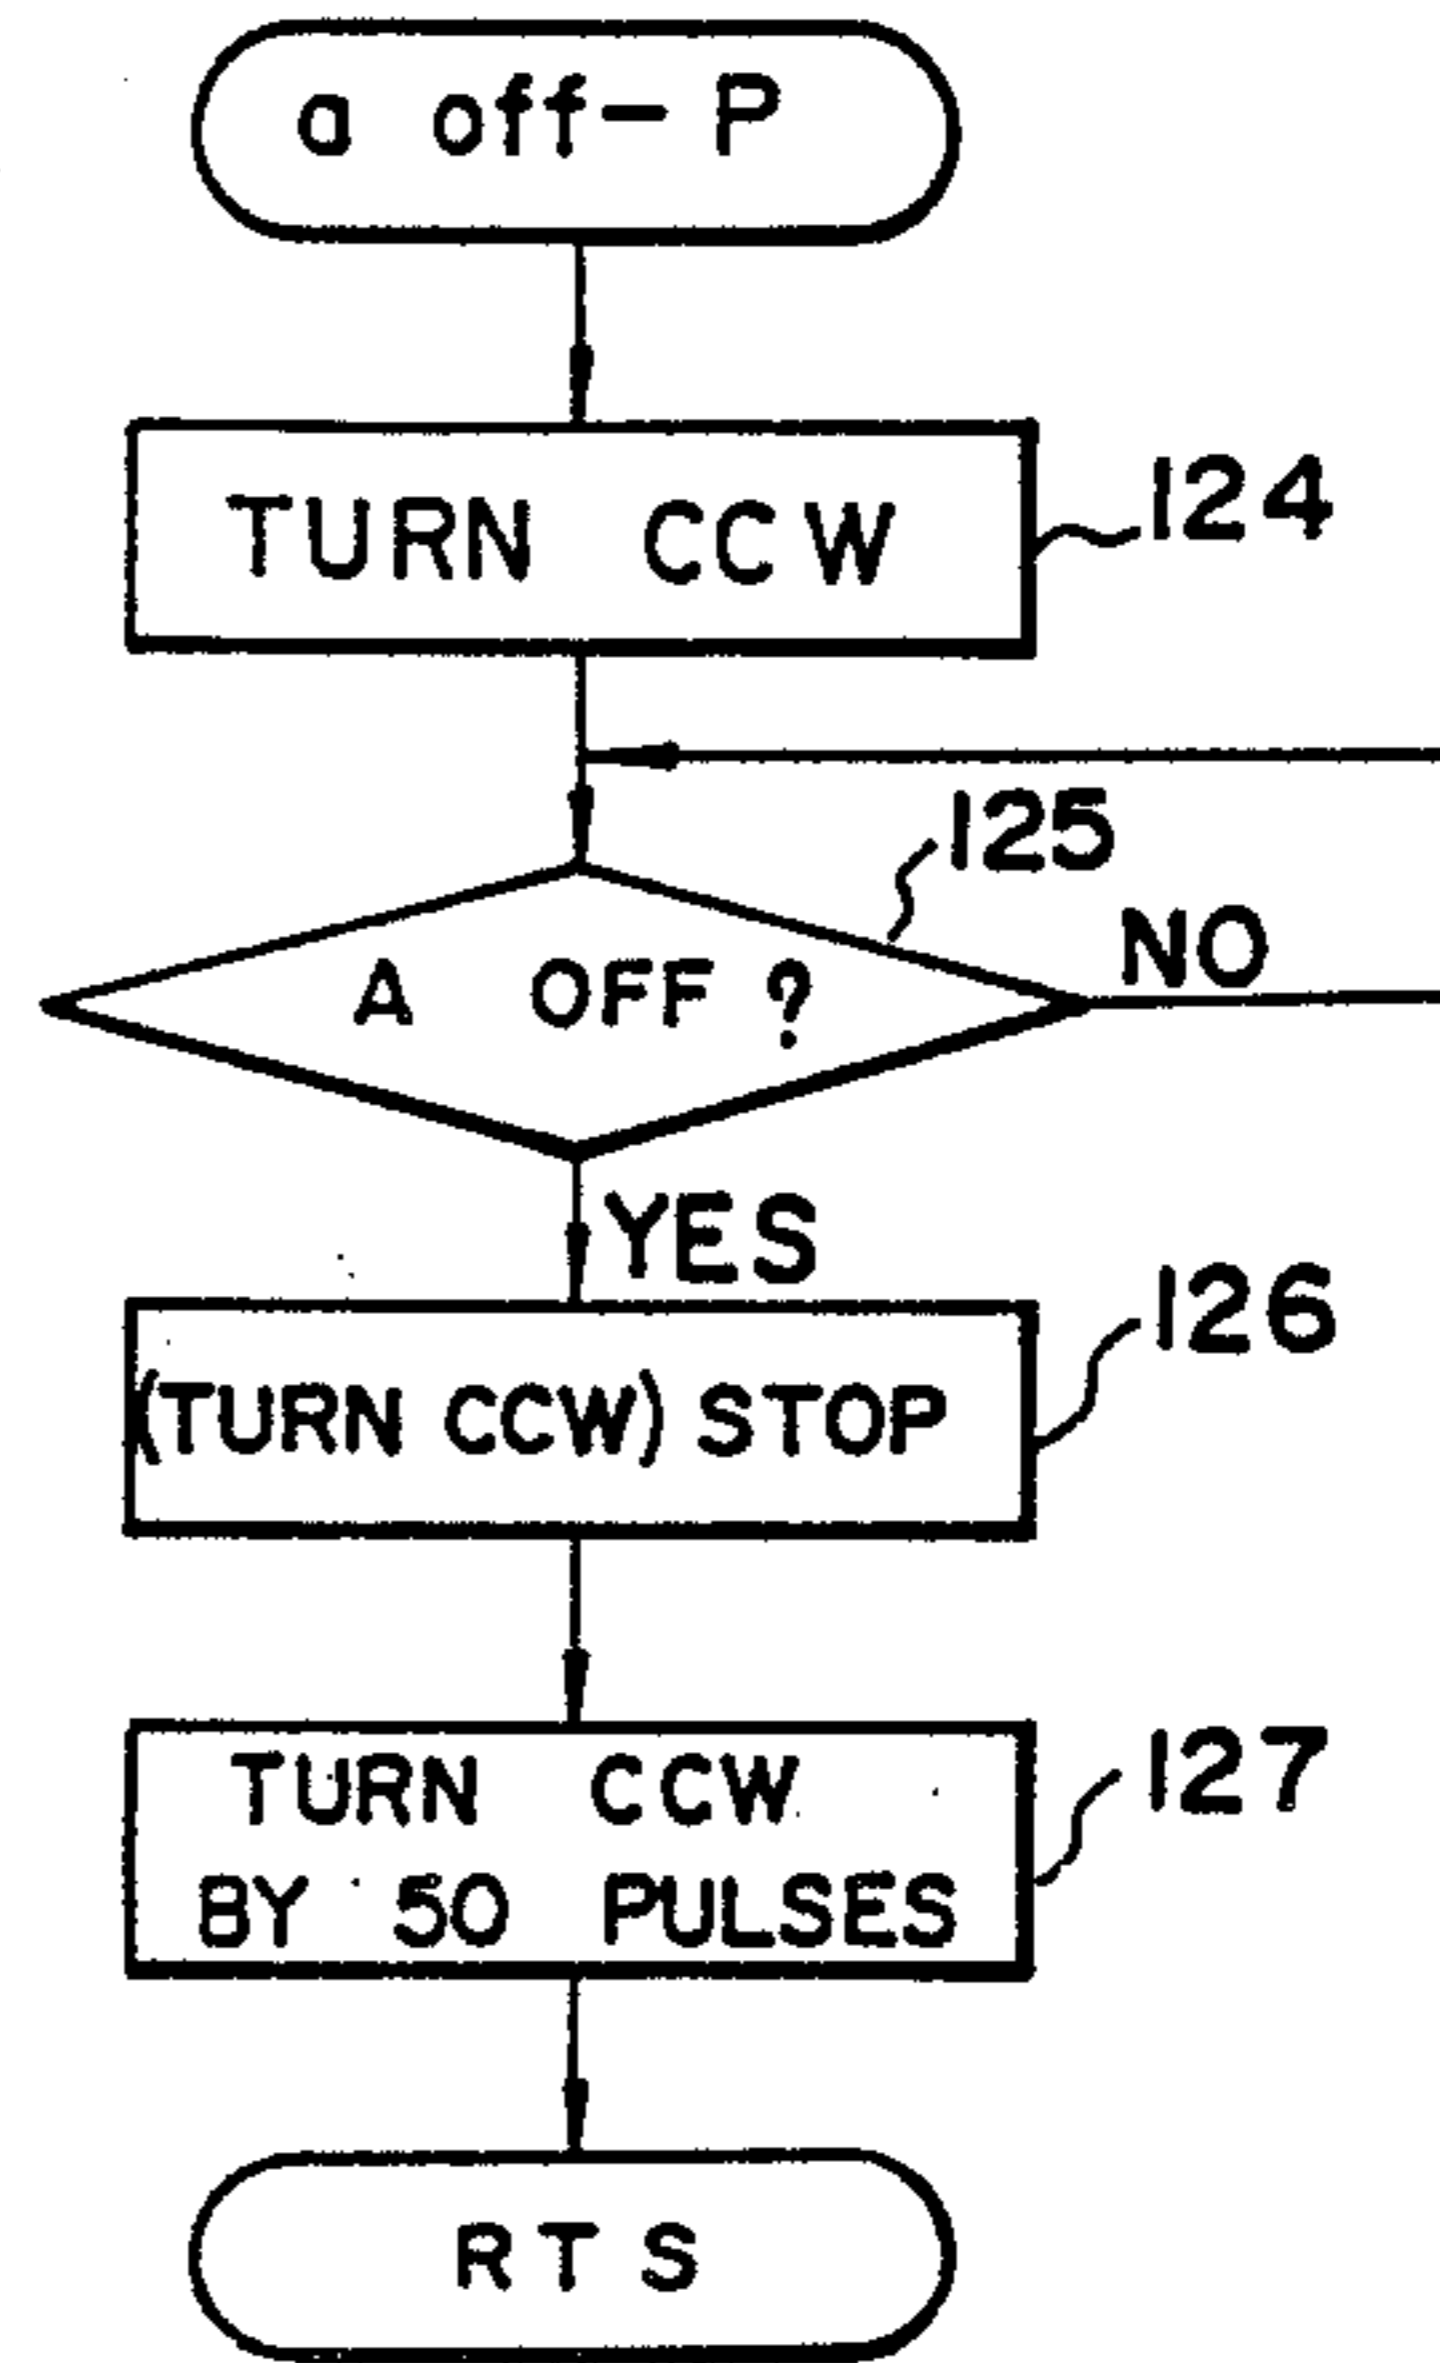 a off-P
TURN CCW
124
125
NO
A OFF ?
YES
126
(TURN CCW) STOP
127
TURN CCW
BY 50 PULSES
RTS